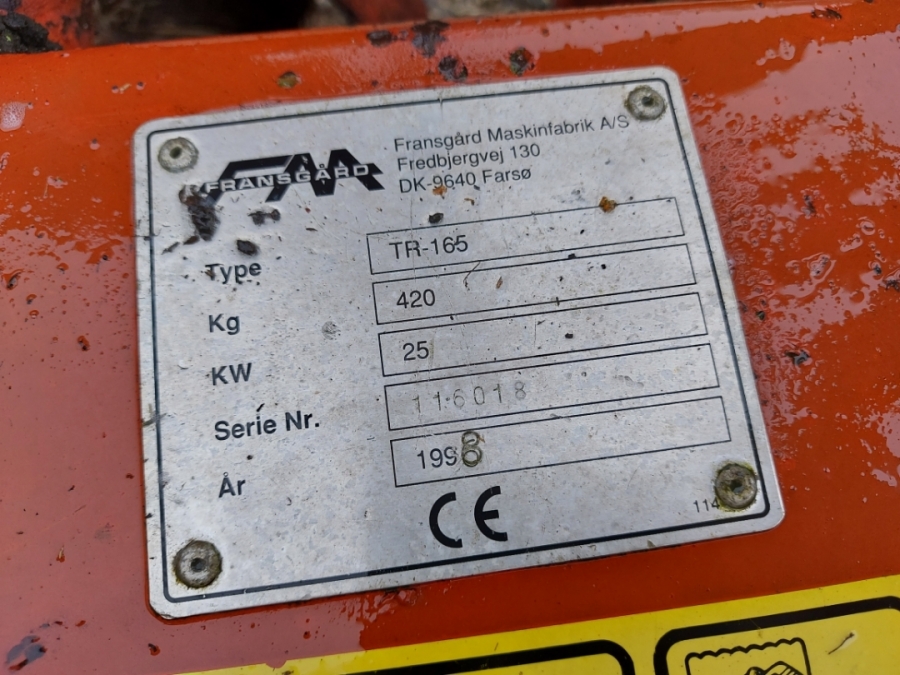 FRANSGÅRD
Fransgård Maskinfabrik A/S
Fredbjergvej 130
DK-9640 Farsø
Type TR-165
Kg 420
KW 25
Serie Nr. 116018
År 1998
CE
114